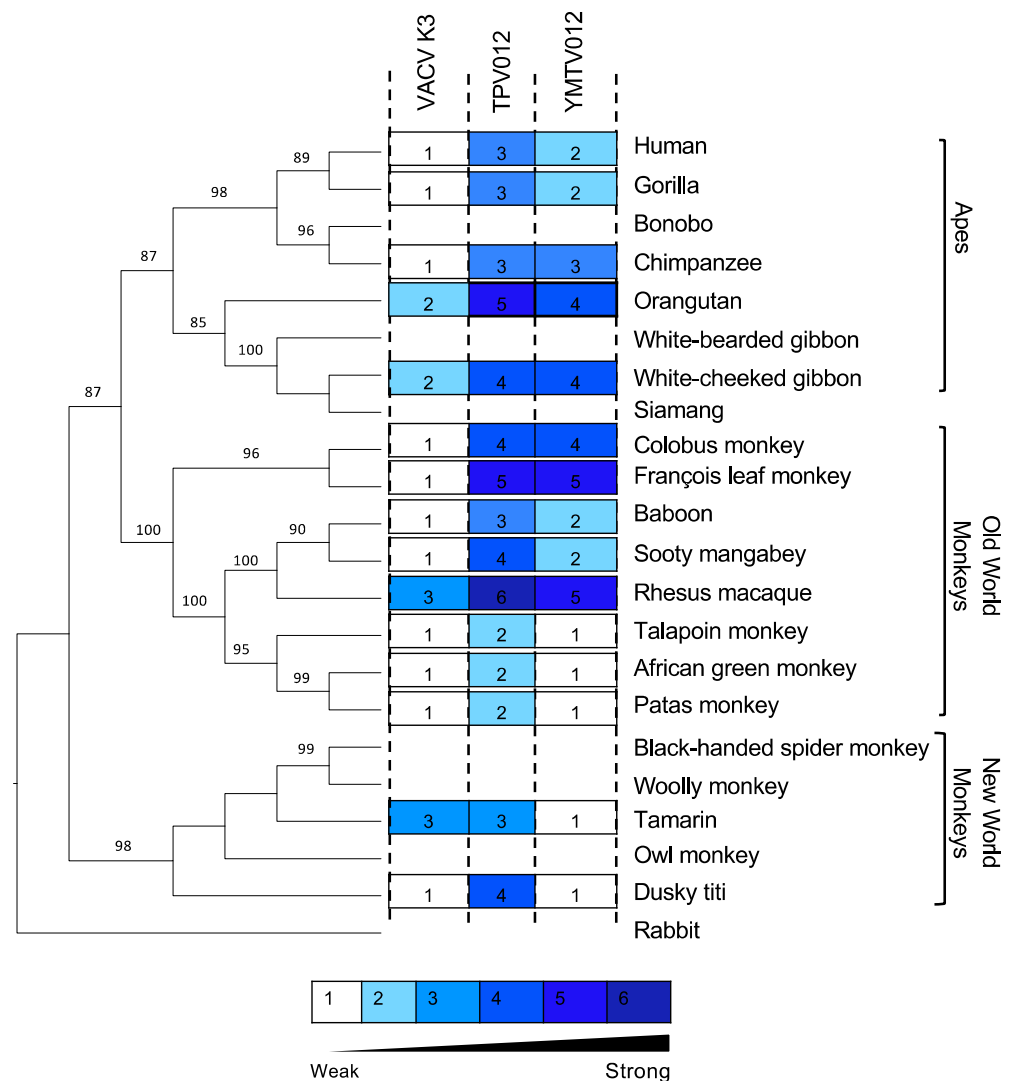 VACV K3 TPV012 YMTV012
1 3 2 Human
89
1 3 2 Gorilla
98
Bonobo
96
1 3 3 Chimpanzee
87
2 5 4 Orangutan
85
White-bearded gibbon
100
2 4 4 White-cheeked gibbon
Siamang
Apes
87
1 4 4 Colobus monkey
96
1 5 5 François leaf monkey
1 3 2 Baboon
90
100
1 4 2 Sooty mangabey
100
3 6 5 Rhesus macaque
100
1 2 1 Talapoin monkey
95
1 2 1 African green monkey
99
1 2 1 Patas monkey
Old World
Monkeys
99
Black-handed spider monkey
Woolly monkey
3 3 1 Tamarin
98
Owl monkey
1 4 1 Dusky titi
New World
Monkeys
Rabbit
1 2 3 4 5 6
Weak Strong